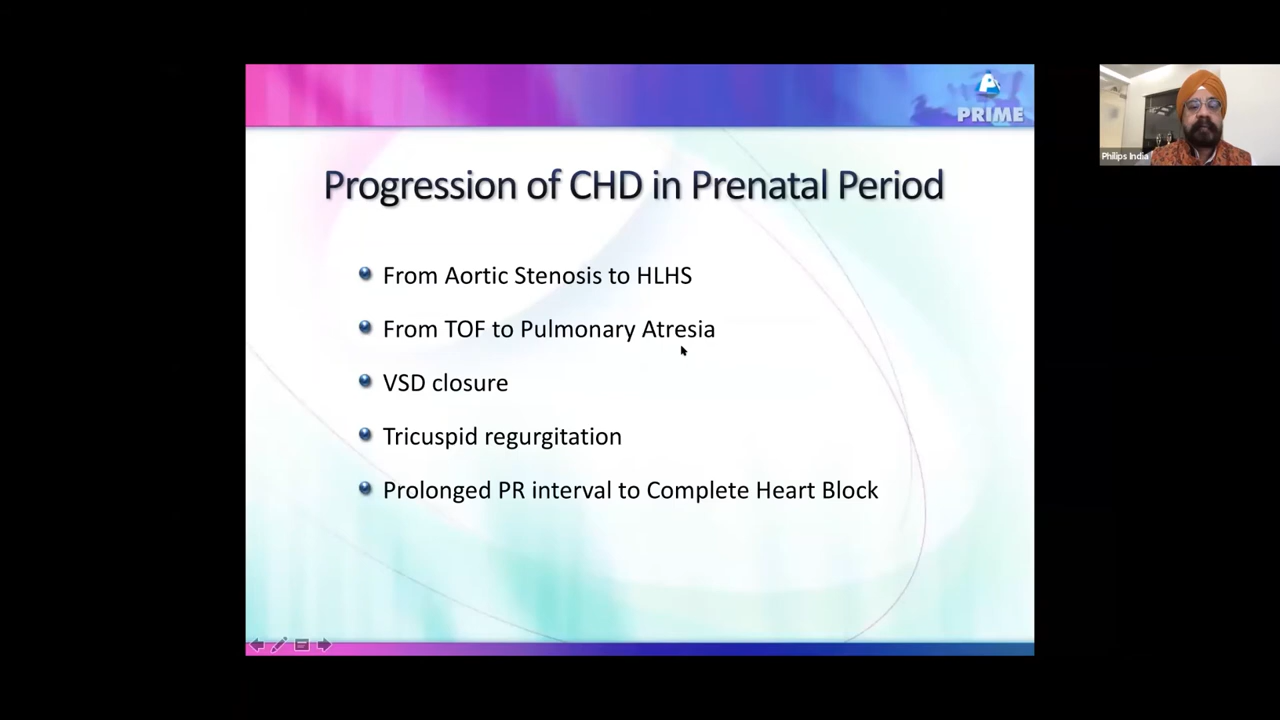 PRIME
Philips India
Progression of CHD in Prenatal Period
From Aortic Stenosis to HLHS
From TOF to Pulmonary Atresia
VSD closure
Tricuspid regurgitation
Prolonged PR interval to Complete Heart Block